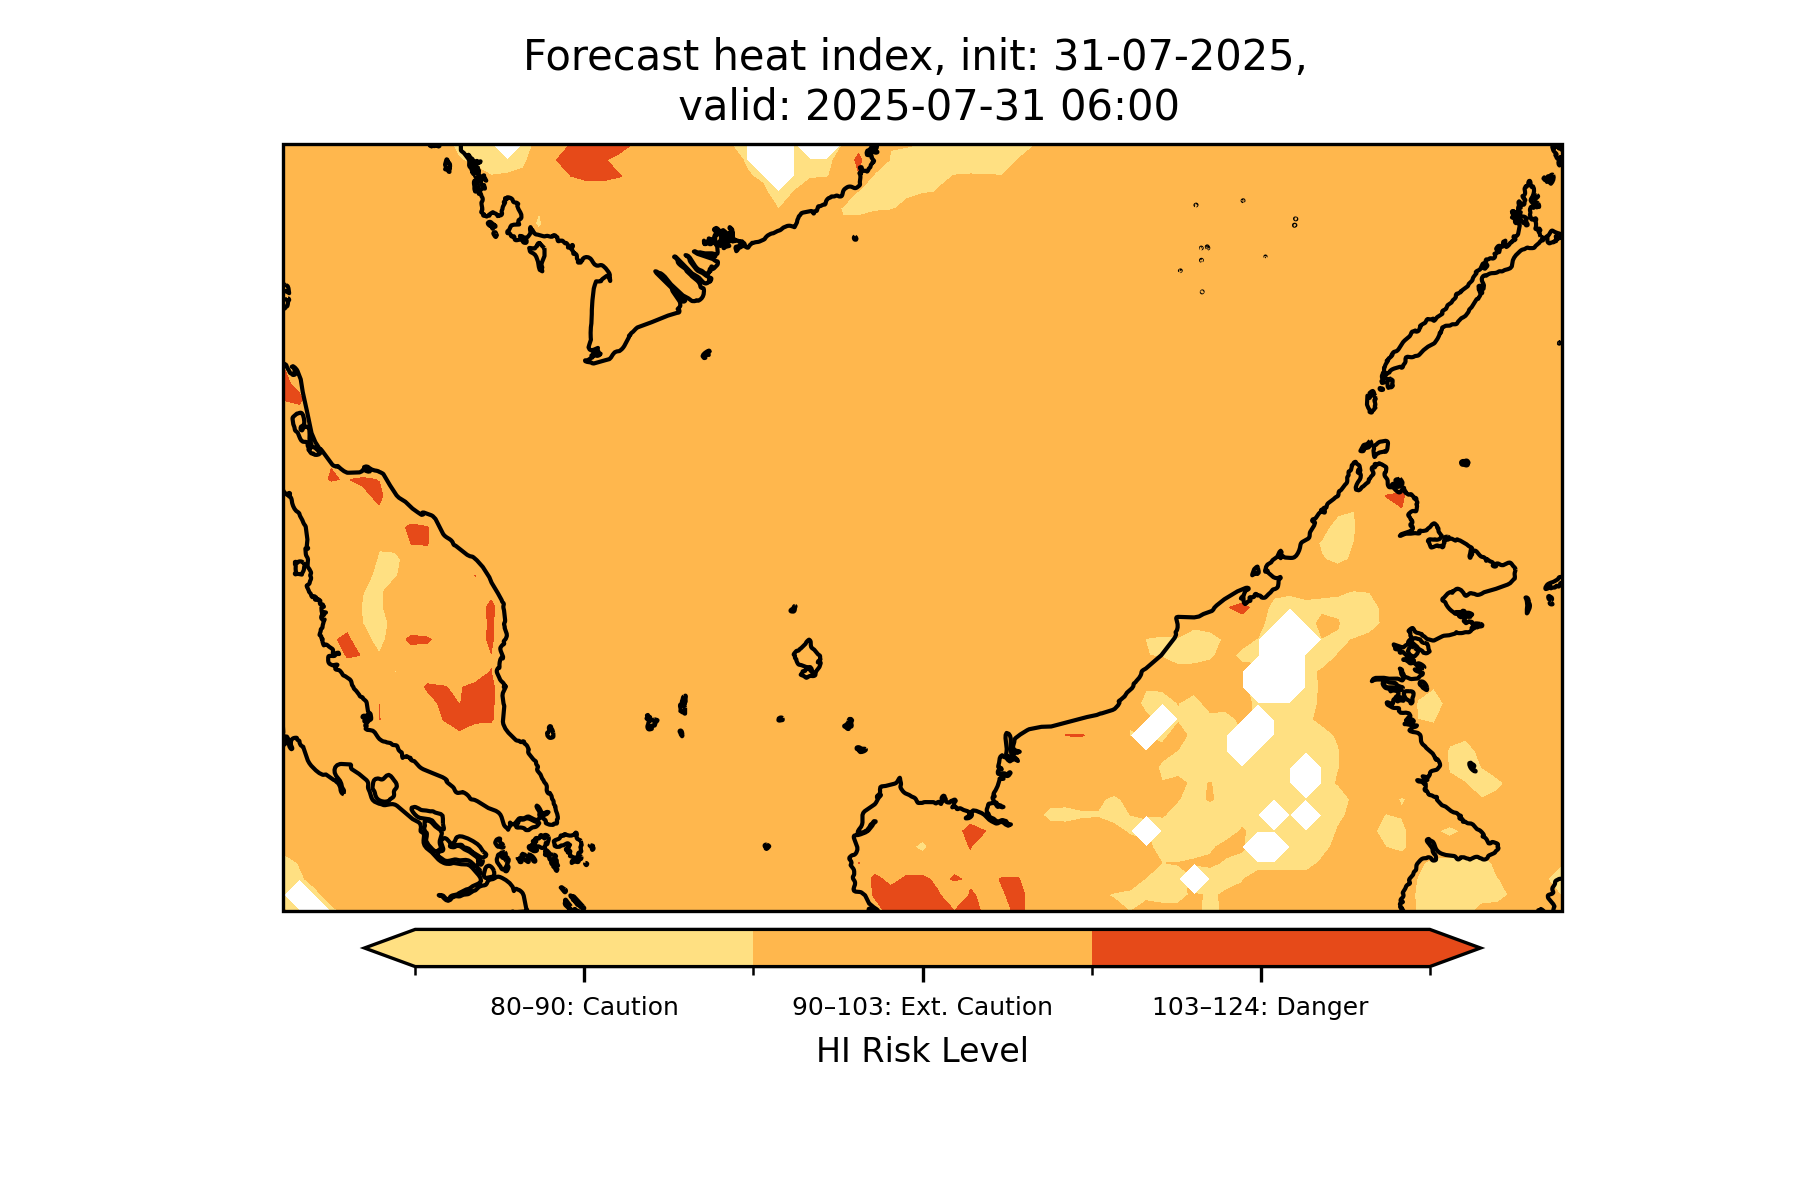 Forecast heat index, init: 31-07-2025,
valid: 2025-07-31 06:00
80–90: Caution
90–103: Ext. Caution
103–124: Danger
HI Risk Level